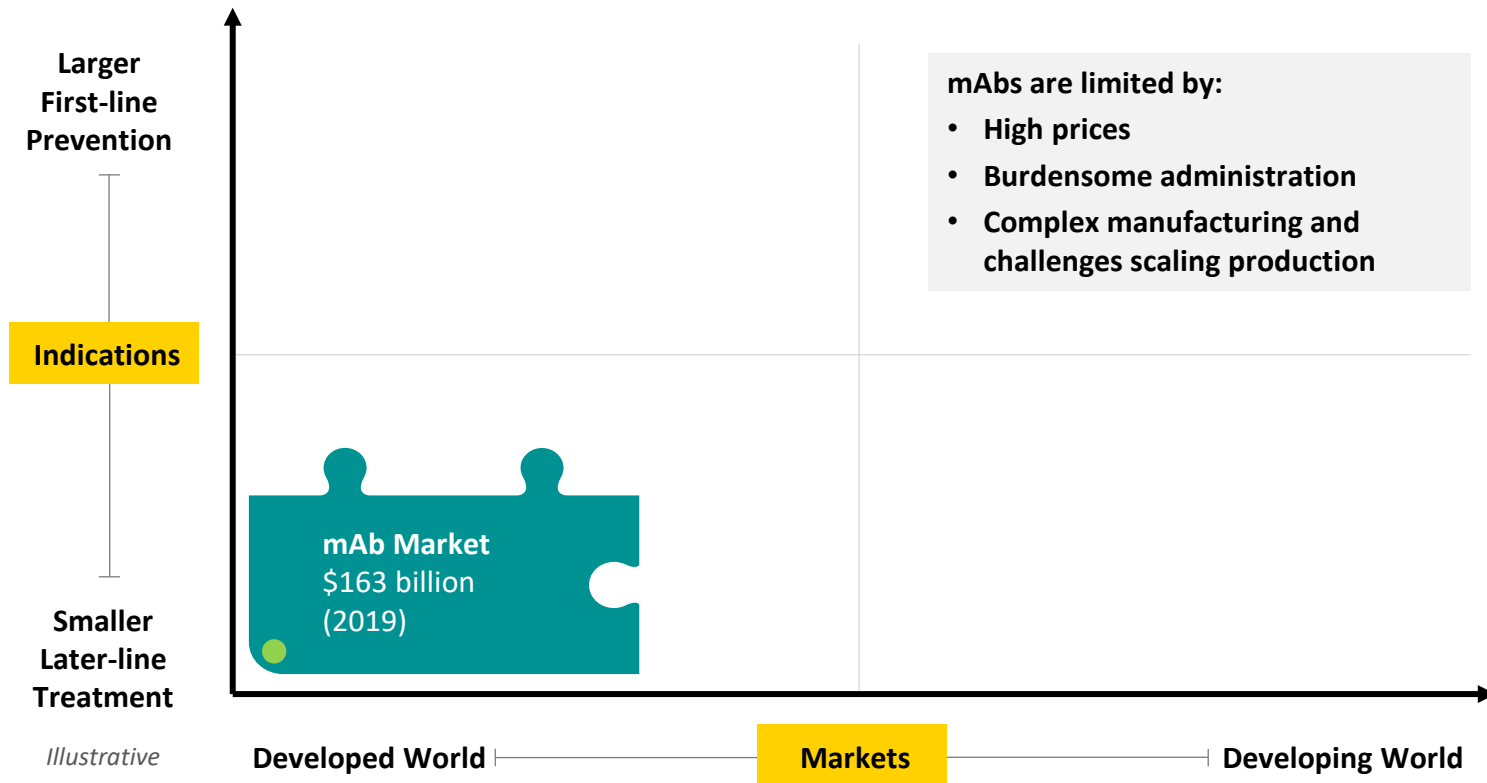 Larger
First-line
Prevention
Indications
Smaller
Later-line
Treatment
Illustrative
mAbs are limited by:
• High prices
• Burdensome administration
• Complex manufacturing and
challenges scaling production
mAb Market
$163 billion
(2019)
Developed World
Markets
Developing World